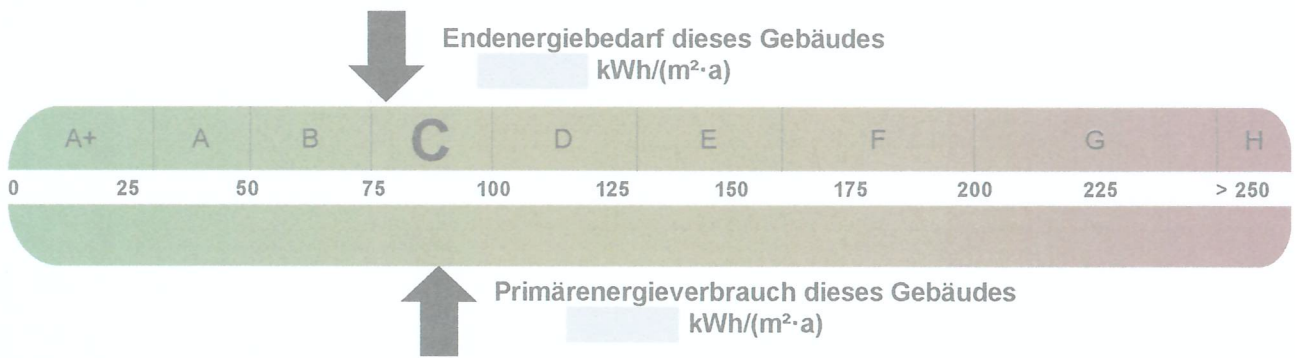 Endenergiebedarf dieses Gebäudes
kWh/(m²·a)
A+ A B C D E F G H
0 25 50 75 100 125 150 175 200 225 > 250
Primärenergieverbrauch dieses Gebäudes
kWh/(m²·a)